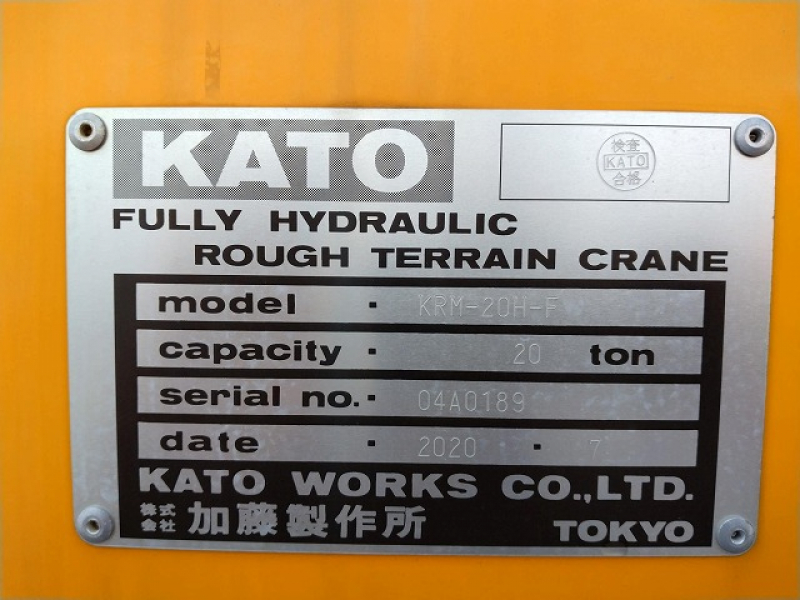 KATO
検査
KATO
合格
FULLY HYDRAULIC
ROUGH TERRAIN CRANE
model · KRM-20H-F
capacity · 20 ton
serial no. · 04A0189
date · 2020 · 7
KATO WORKS CO.,LTD.
株式会社 加藤製作所 TOKYO